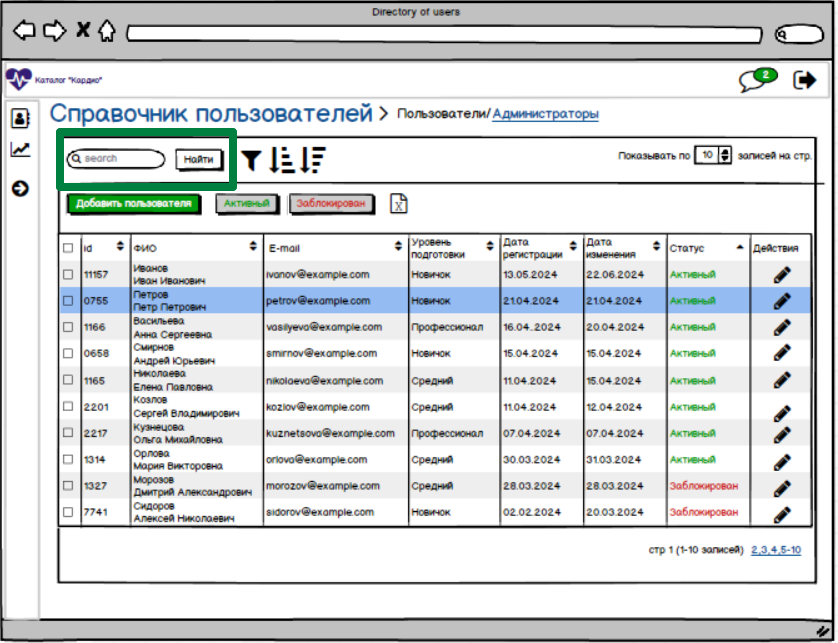 Directory of users
Каталог "Кардио"
2
Справочник пользователей > Пользователи/Администраторы
search Найти Показывать по 10 записей на стр.
Добавить пользователя Активный Заблокирован X
id ФИО E-mail Уровень подготовки Дата регистрации Дата изменения Статус Действия
11157 Иванов Иван Иванович ivanov@example.com Новичок 13.05.2024 22.06.2024 Активный
0755 Петров Петр Петрович petrov@example.com Новичок 21.04.2024 21.04.2024 Активный
1166 Васильева Анна Сергеевна vasilyeva@example.com Профессионал 16.04.2024 20.04.2024 Активный
0658 Смирнов Андрей Юрьевич smirnov@example.com Новичок 15.04.2024 15.04.2024 Активный
1165 Николаева Елена Павловна nikolaeva@example.com Средний 11.04.2024 15.04.2024 Активный
2201 Козлов Сергей Владимирович kozlov@example.com Средний 11.04.2024 12.04.2024 Активный
2217 Кузнецова Ольга Михайловна kuznetsova@example.com Профессионал 07.04.2024 07.04.2024 Активный
1314 Орлова Мария Викторовна orlova@example.com Средний 30.03.2024 31.03.2024 Активный
1327 Морозов Дмитрий Александрович morozov@example.com Средний 28.03.2024 28.03.2024 Заблокирован
7741 Сидоров Алексей Николаевич sidorov@example.com Новичок 02.02.2024 20.03.2024 Заблокирован
стр 1 (1-10 записей) 2,3,4,5-10